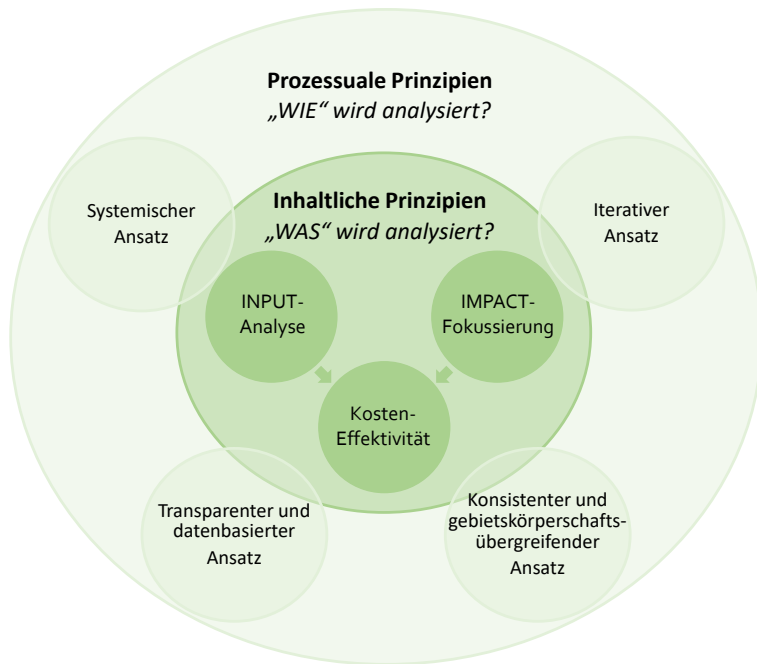 Prozessuale Prinzipien
„WIE“ wird analysiert?
Systemischer
Ansatz
Iterativer
Ansatz
Inhaltliche Prinzipien
„WAS“ wird analysiert?
INPUT-
Analyse
IMPACT-
Fokussierung
Kosten-
Effektivität
Transparenter und
datenbasierter
Ansatz
Konsistenter und
gebietskörperschafts-
übergreifender
Ansatz